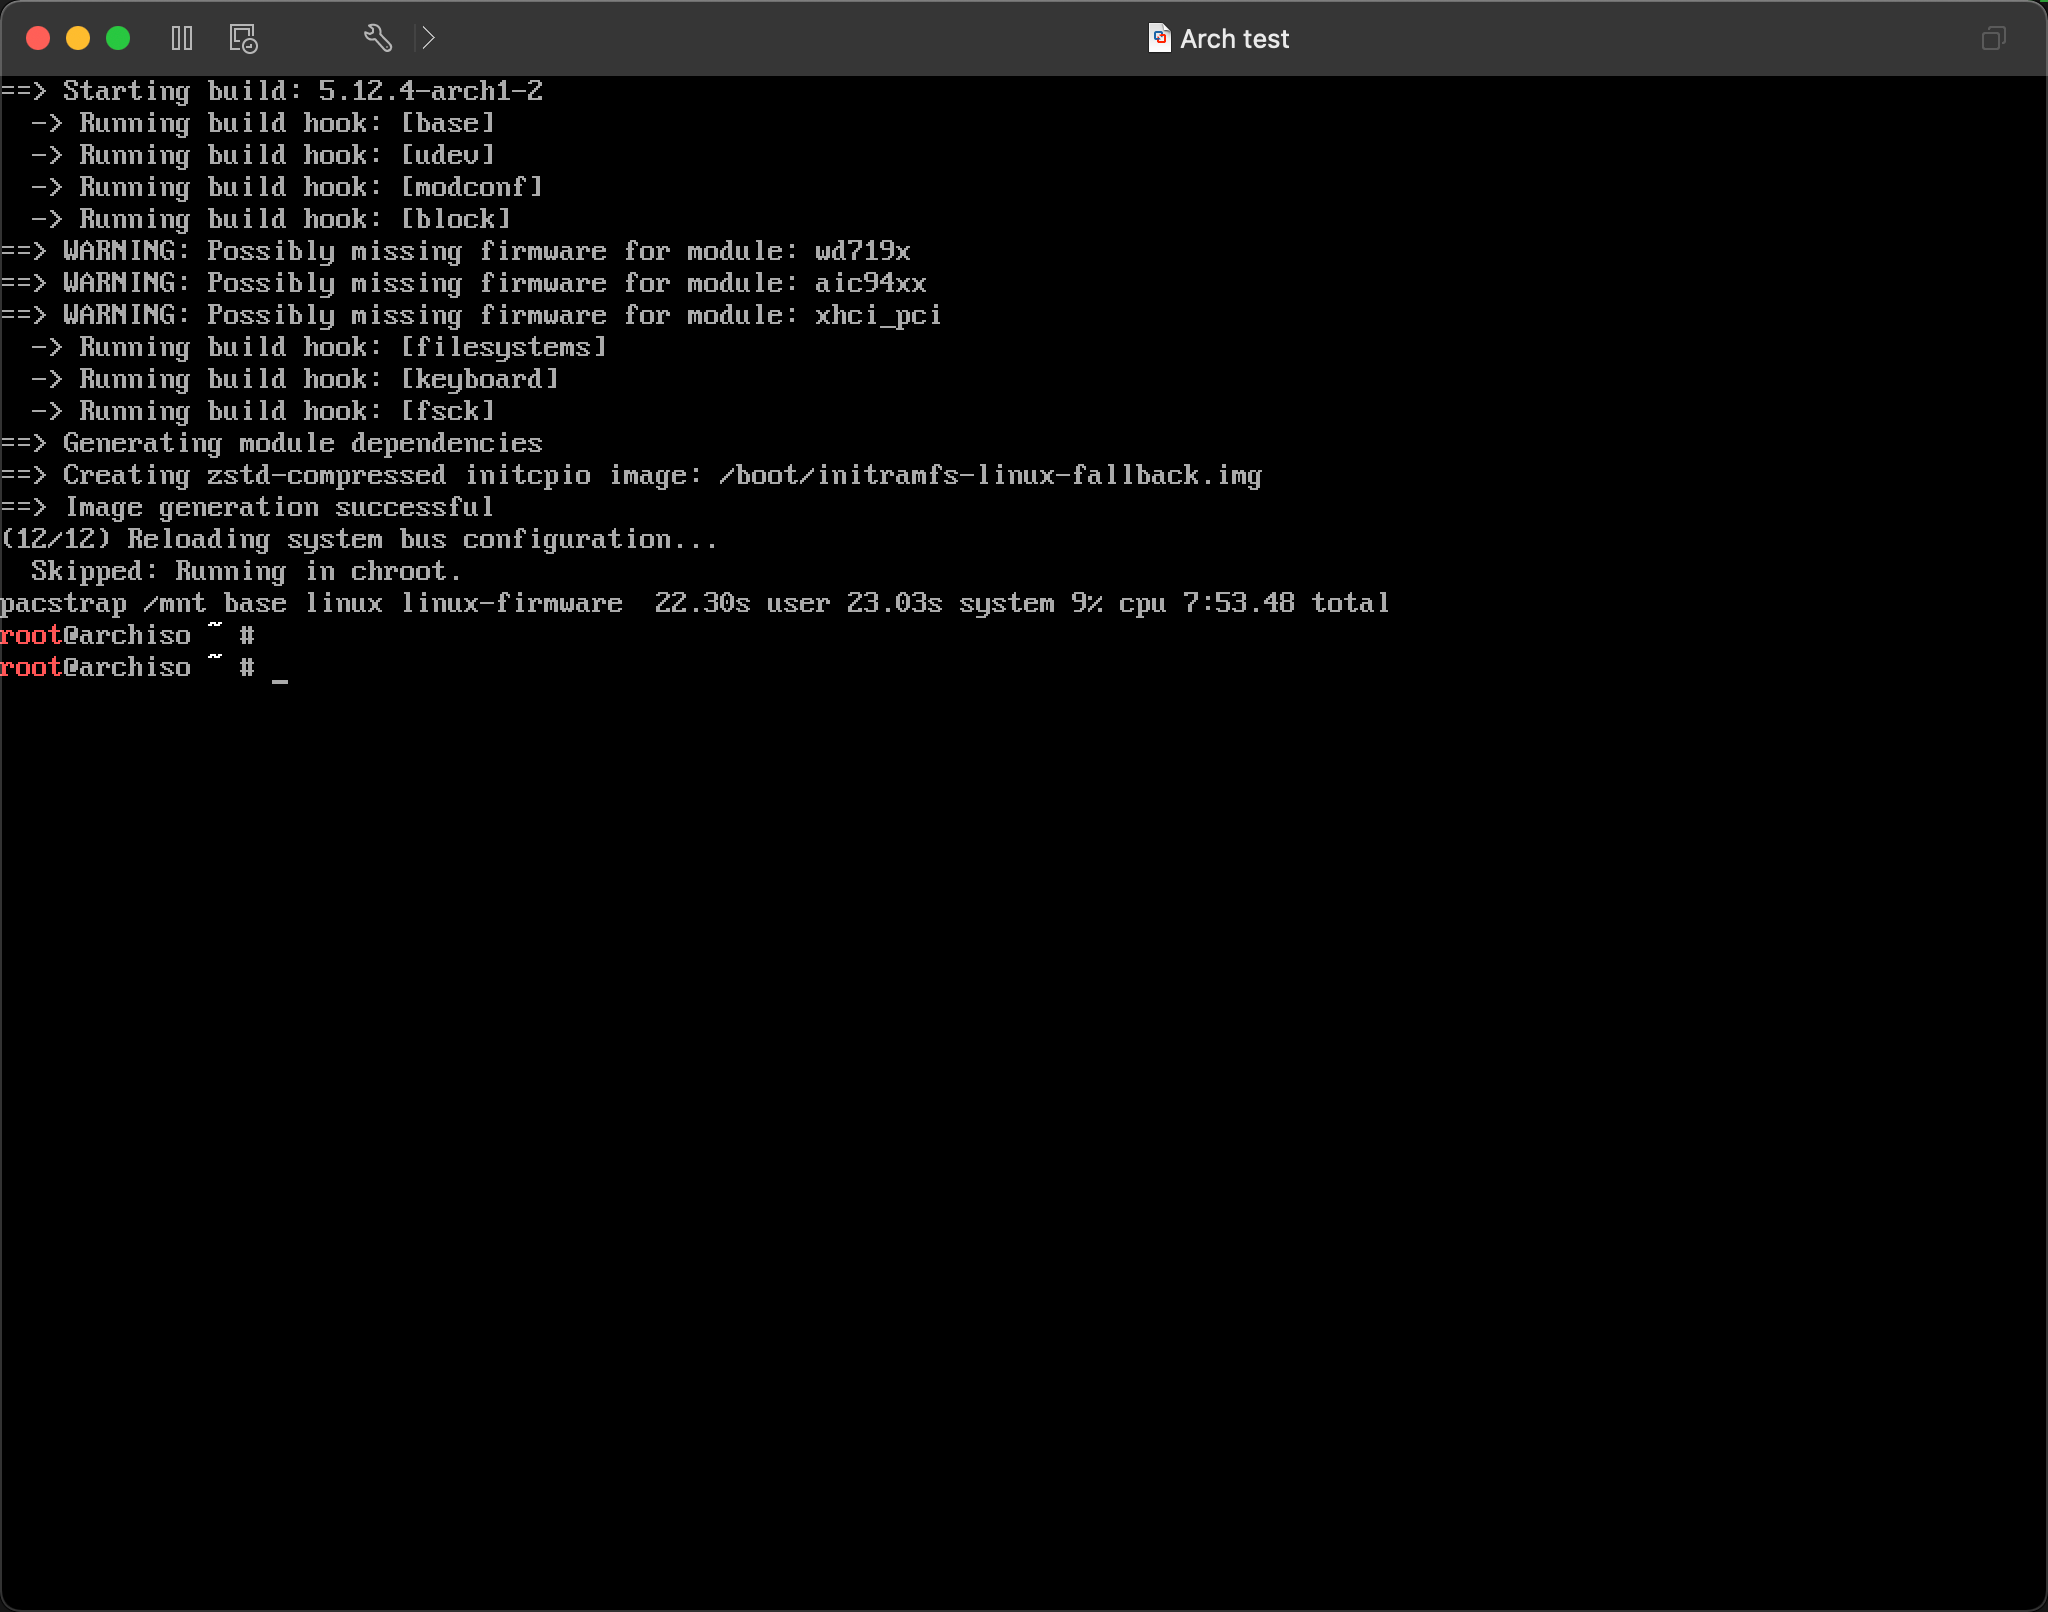 Arch test
==> Starting build: 5.12.4-arch1-2
  -> Running build hook: [base]
  -> Running build hook: [udev]
  -> Running build hook: [modconf]
  -> Running build hook: [block]
==> WARNING: Possibly missing firmware for module: wd719x
==> WARNING: Possibly missing firmware for module: aic94xx
==> WARNING: Possibly missing firmware for module: xhci_pci
  -> Running build hook: [filesystems]
  -> Running build hook: [keyboard]
  -> Running build hook: [fsck]
==> Generating module dependencies
==> Creating zstd-compressed initcpio image: /boot/initramfs-linux-fallback.img
==> Image generation successful
(12/12) Reloading system bus configuration...
  Skipped: Running in chroot.
pacstrap /mnt base linux linux-firmware  22.30s user 23.03s system 9% cpu 7:53.48 total
root@archiso ~ #
root@archiso ~ # _